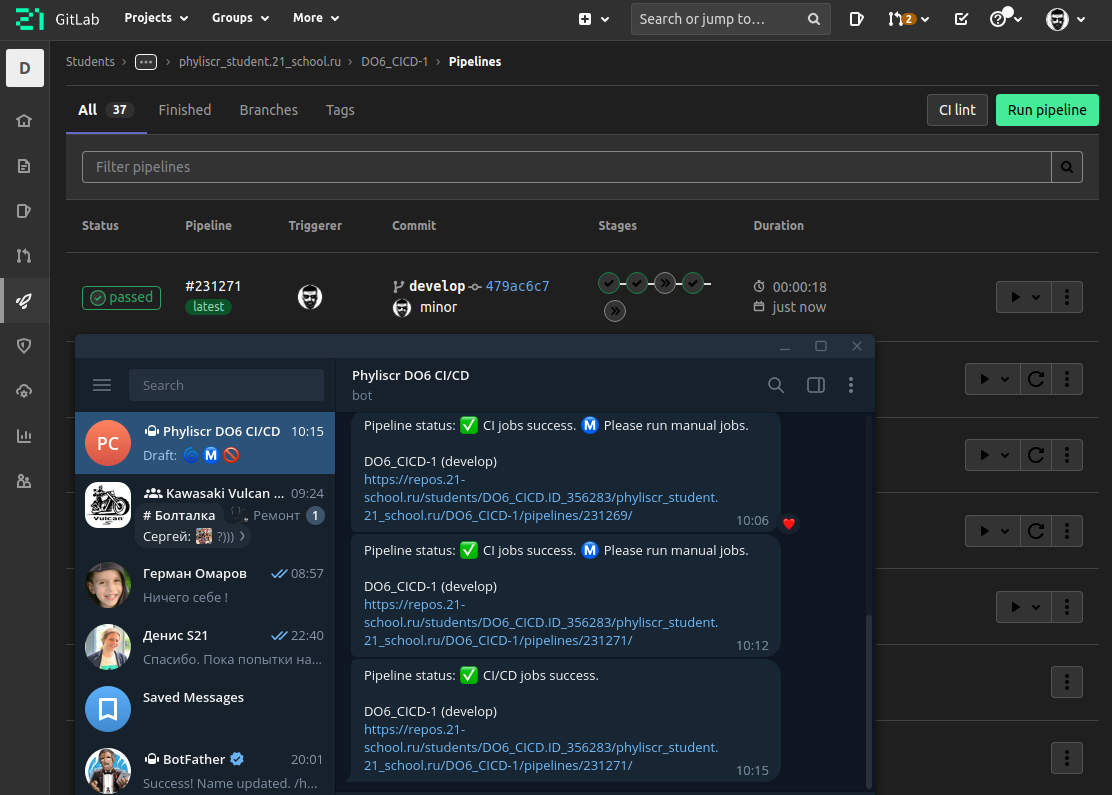 GitLab
Projects
Groups
More
Search or jump to…
2
D
Students
phyliscr_student.21_school.ru
DO6_CICD-1
Pipelines
All 37
Finished
Branches
Tags
CI lint
Run pipeline
Filter pipelines
Status
Pipeline
Triggerer
Commit
Stages
Duration
passed
#231271
latest
develop 479ac6c7
minor
00:00:18
just now
Search
Phyliscr DO6 CI/CD
bot
PC
Phyliscr DO6 CI/CD 10:15
Draft: 🌀 Ⓜ️ 🚫
Vulcan
Kawasaki Vulcan ... 09:24
# Болталка Ремонт 1
Сергей: ?)))
Герман Омаров 08:57
Ничего себе !
Денис S21 22:40
Спасибо. Пока попытки на...
Saved Messages
BotFather 20:01
Success! Name updated. /h...
Pipeline status: ✅ CI jobs success. Ⓜ️ Please run manual jobs.
DO6_CICD-1 (develop)
https://repos.21-
school.ru/students/DO6_CICD.ID_356283/phyliscr_student.
21_school.ru/DO6_CICD-1/pipelines/231269/
10:06 ❤️
Pipeline status: ✅ CI jobs success. Ⓜ️ Please run manual jobs.
DO6_CICD-1 (develop)
https://repos.21-
school.ru/students/DO6_CICD.ID_356283/phyliscr_student.
21_school.ru/DO6_CICD-1/pipelines/231271/
10:12
Pipeline status: ✅ CI/CD jobs success.
DO6_CICD-1 (develop)
https://repos.21-
school.ru/students/DO6_CICD.ID_356283/phyliscr_student.
21_school.ru/DO6_CICD-1/pipelines/231271/
10:15